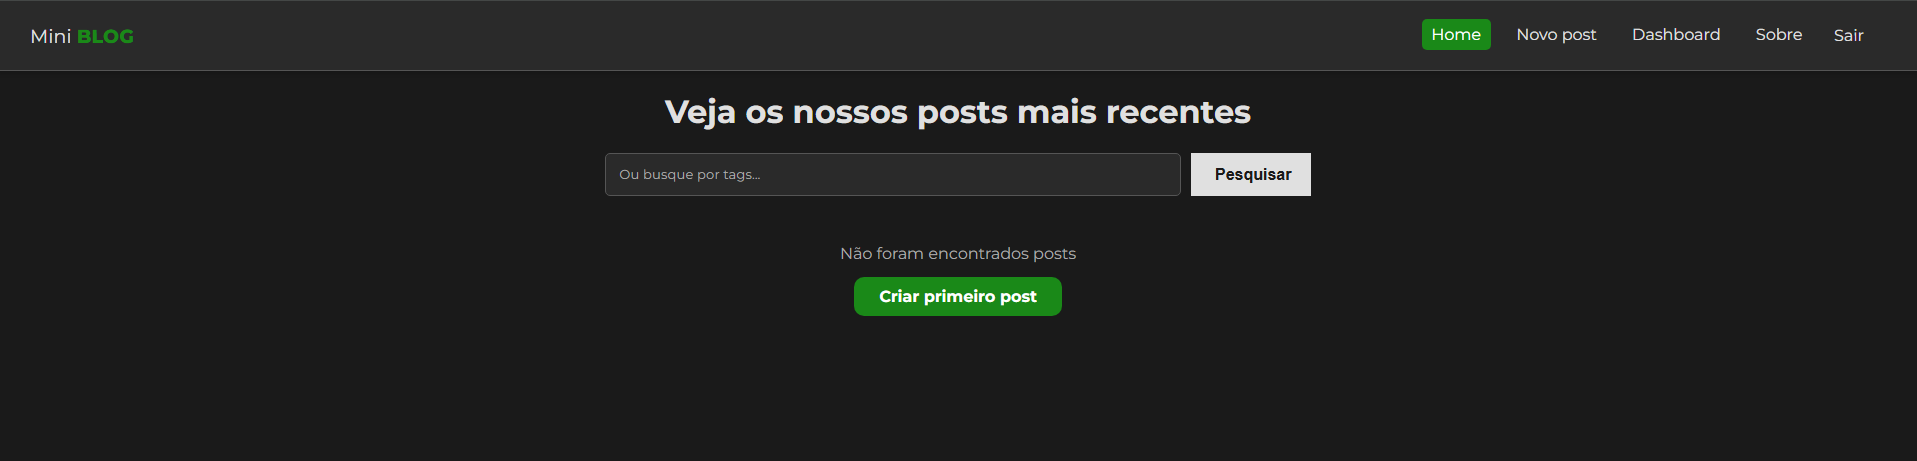 Mini BLOG
Home Novo post Dashboard Sobre Sair
Veja os nossos posts mais recentes
Ou busque por tags...
Pesquisar
Não foram encontrados posts
Criar primeiro post